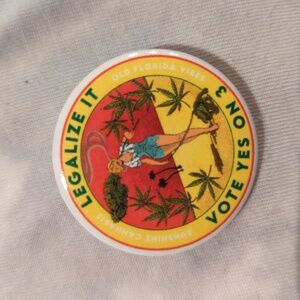 LEGALIZE IT
OLD FLORIDA VIBES
SUNSHINE CANNABIS
VOTE YES ON 3